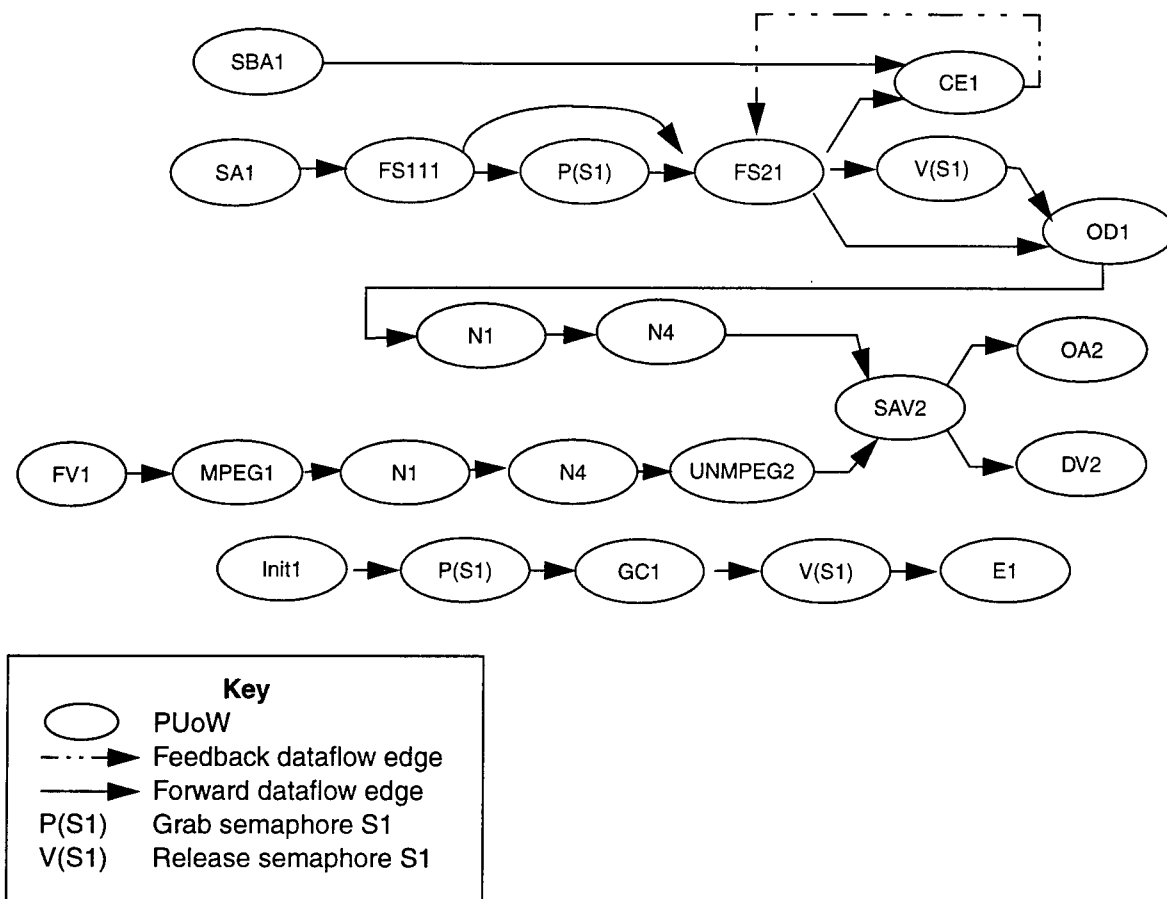 SBA1
CE1
SA1
FS111
P(S1)
FS21
V(S1)
OD1
N1
N4
OA2
SAV2
FV1
MPEG1
N1
N4
UNMPEG2
DV2
Init1
P(S1)
GC1
V(S1)
E1
Key
PUoW
Feedback dataflow edge
Forward dataflow edge
P(S1) Grab semaphore S1
V(S1) Release semaphore S1